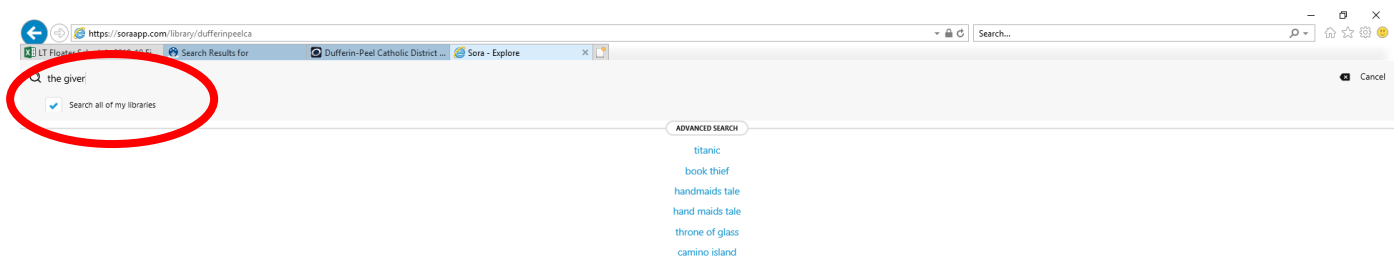 https://soraapp.com/library/dufferinpeelca
Search...
LT Floater
Search Results for
Dufferin-Peel Catholic District ...
Sora - Explore
the giver
Cancel
Search all of my libraries
ADVANCED SEARCH
titanic
book thief
handmaids tale
hand maids tale
throne of glass
camino island